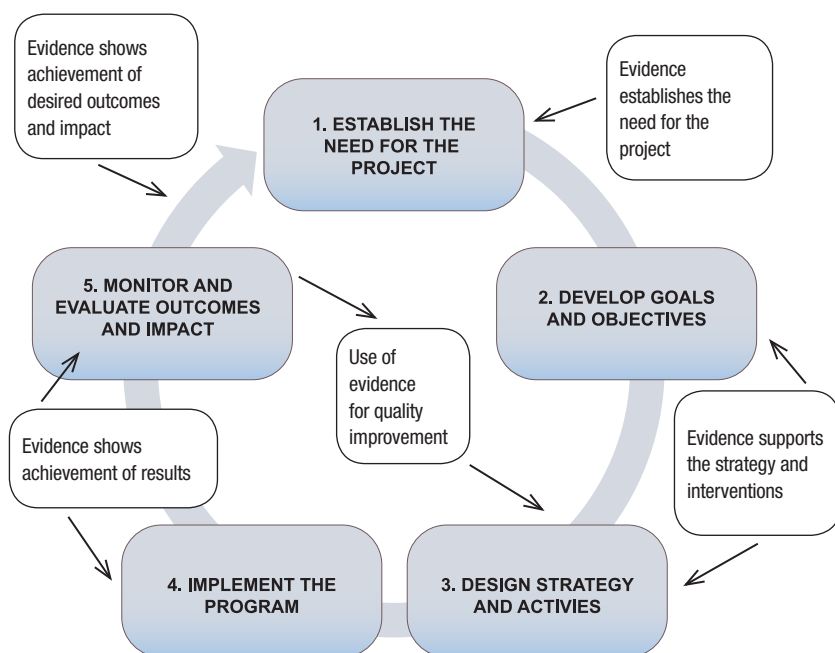 Evidence shows
achievement of
desired outcomes
and impact
1. ESTABLISH THE
NEED FOR THE
PROJECT
Evidence
establishes the
need for the
project
5. MONITOR AND
EVALUATE OUTCOMES
AND IMPACT
2. DEVELOP GOALS
AND OBJECTIVES
Use of
evidence
for quality
improvement
Evidence shows
achievement of results
Evidence supports
the strategy and
interventions
4. IMPLEMENT THE
PROGRAM
3. DESIGN STRATEGY
AND ACTIVIES